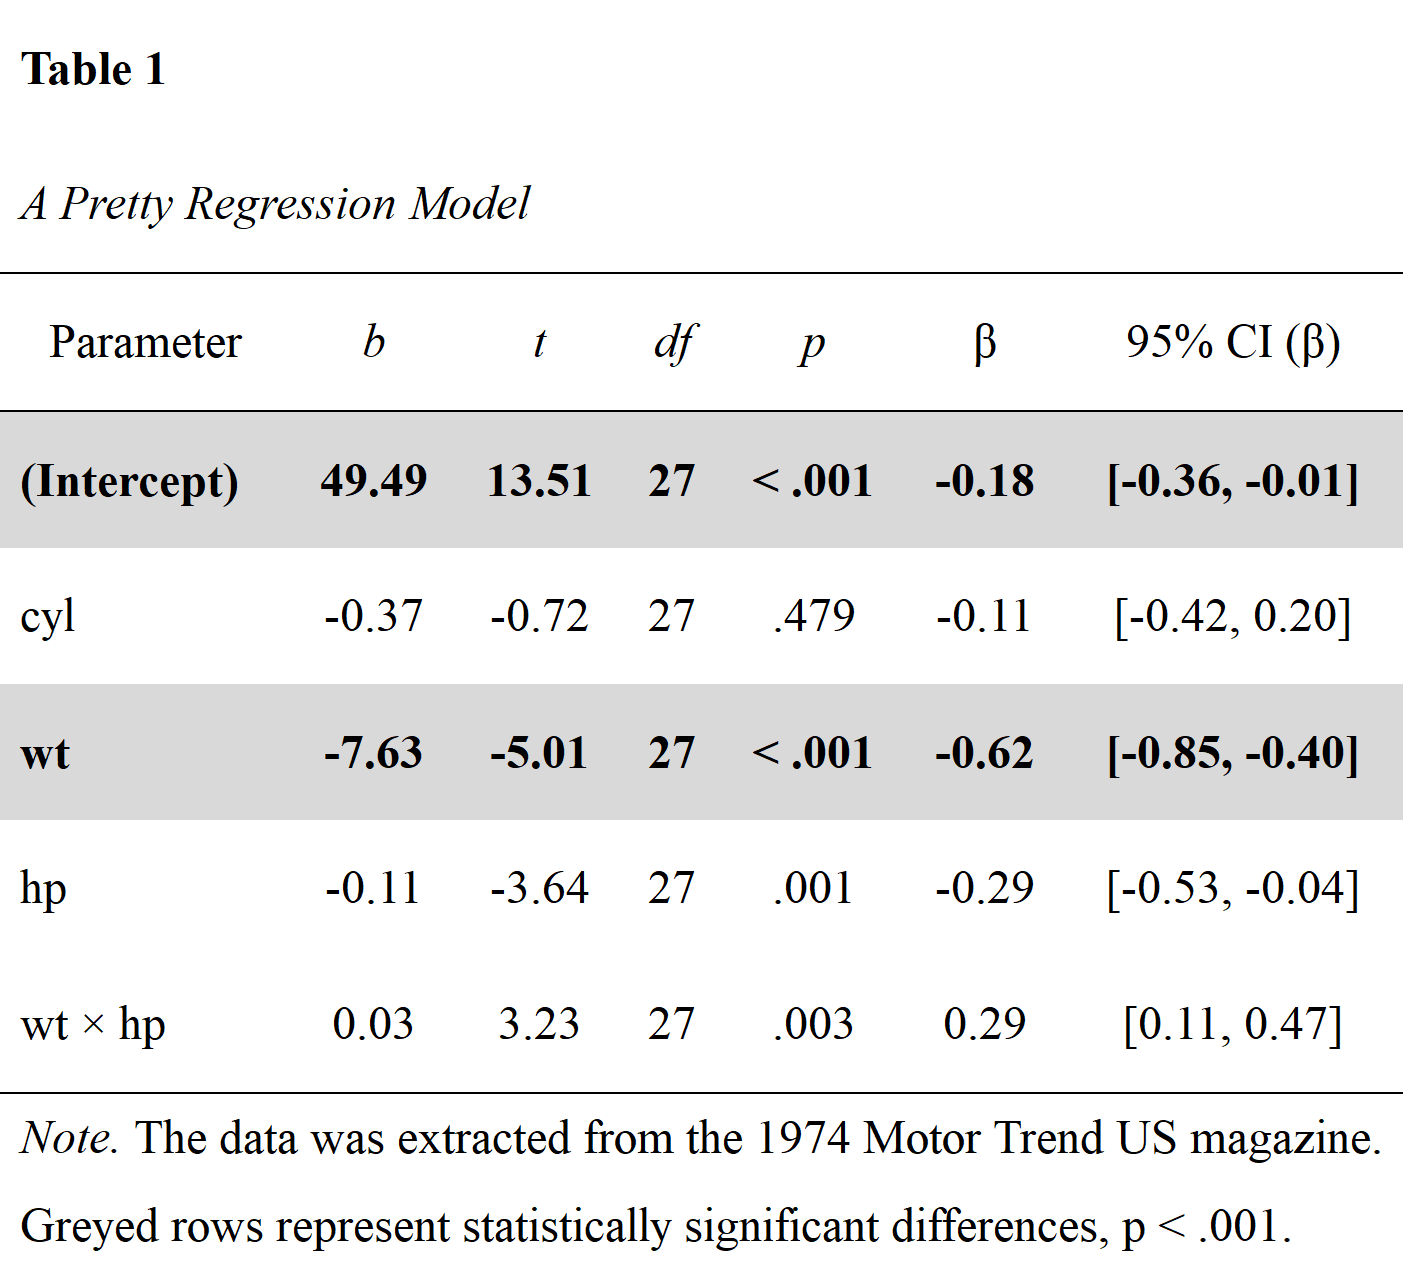 Table 1
A Pretty Regression Model
Parameter b t df p β 95% CI (β)
(Intercept) 49.49 13.51 27 < .001 -0.18 [-0.36, -0.01]
cyl -0.37 -0.72 27 .479 -0.11 [-0.42, 0.20]
wt -7.63 -5.01 27 < .001 -0.62 [-0.85, -0.40]
hp -0.11 -3.64 27 .001 -0.29 [-0.53, -0.04]
wt × hp 0.03 3.23 27 .003 0.29 [0.11, 0.47]
Note. The data was extracted from the 1974 Motor Trend US magazine.
Greyed rows represent statistically significant differences, p < .001.